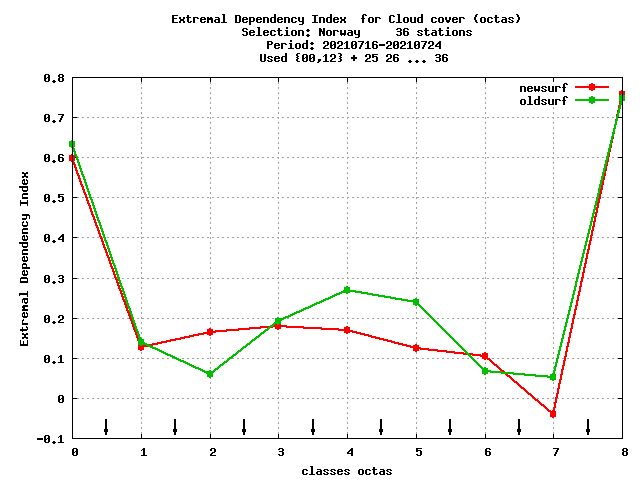 Extremal Dependency Index  for Cloud cover (octas)
Selection: Norway     36 stations
Period: 20210716-20210724
Used {00,12} + 25 26 ... 36
newsurf
oldsurf
0.8
0.7
0.6
0.5
0.4
0.3
0.2
0.1
0
-0.1
Extremal Dependency Index
0 1 2 3 4 5 6 7 8
classes octas